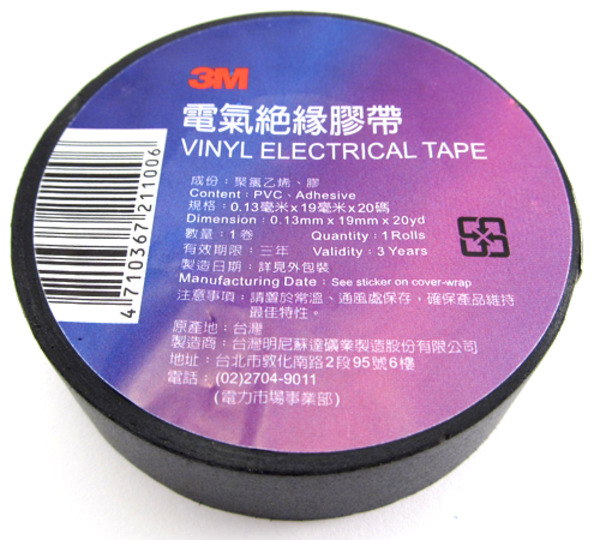 3M
電氣絕緣膠帶
VINYL ELECTRICAL TAPE
成份：聚氯乙烯、膠
Content : PVC、Adhesive
規格：0.13毫米x19毫米x20碼
Dimension : 0.13mm x 19mm x 20yd
數量：1卷 Quantity : 1Rolls
有效期限：三年 Validity : 3 Years
製造日期：詳見外包裝
Manufacturing Date : See sticker on cover-wrap
注意事項：請置於常溫、通風處保存，確保產品維持
最佳特性。
原產地：台灣
製造商：台灣明尼蘇達礦業製造股份有限公司
地址：台北市敦化南路2段95號6樓
電話：(02)2704-9011
(電力市場事業部)
4710367211006